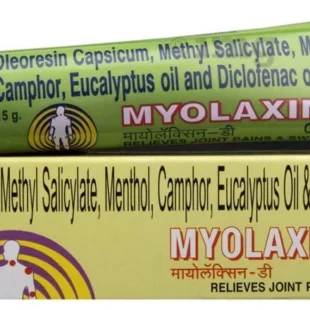 Oleoresin Capsicum, Methyl Salicylate, M
Camphor, Eucalyptus oil and Diclofenac
5 g.
MYOLAXIN
मायोलॅक्सिन - डी
RELIEVES JOINT PAINS & SW
Methyl Salicylate, Menthol, Camphor, Eucalyptus Oil &
MYOLAX
मायोलॅक्सिन - डी
RELIEVES JOINT P